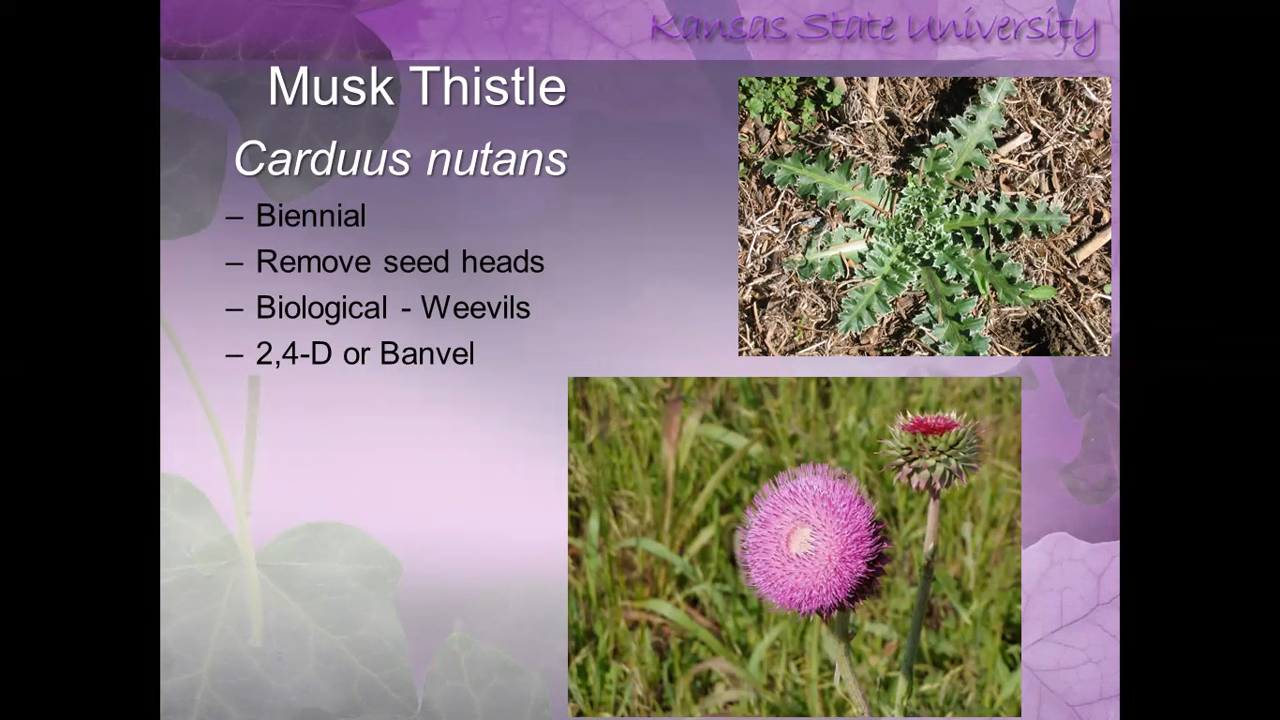 Kansas State University
Musk Thistle
Carduus nutans
– Biennial
– Remove seed heads
– Biological - Weevils
– 2,4-D or Banvel